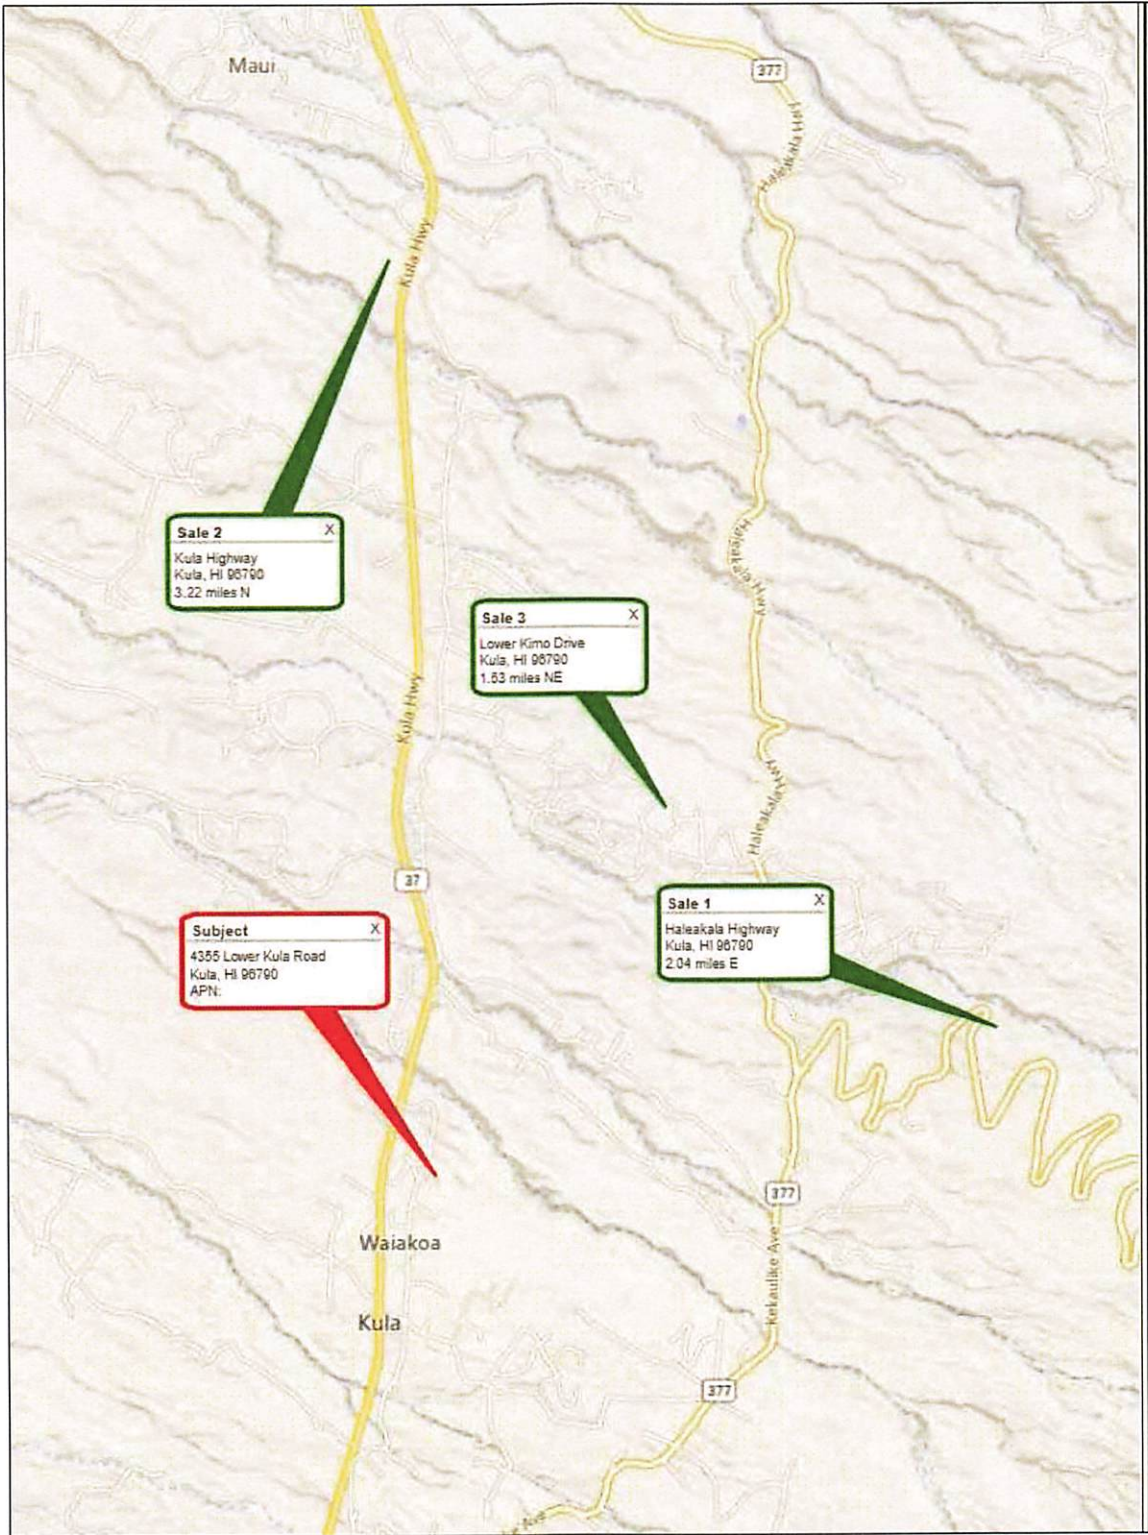 Maui
377
Haleakala Hwy
Kula Hwy
Sale 2
X
Kula Highway
Kula, HI 96790
3.22 miles N
Haleakala Hwy
Sale 3
X
Lower Kimo Drive
Kula, HI 96790
1.53 miles NE
Kula Hwy
Haleakala Hwy
37
Sale 1
X
Haleakala Highway
Kula, HI 96790
2.04 miles E
Subject
X
4355 Lower Kula Road
Kula, HI 96790
APN:
377
Waiakoa
Kekaulike Ave
Kula
377
Ave